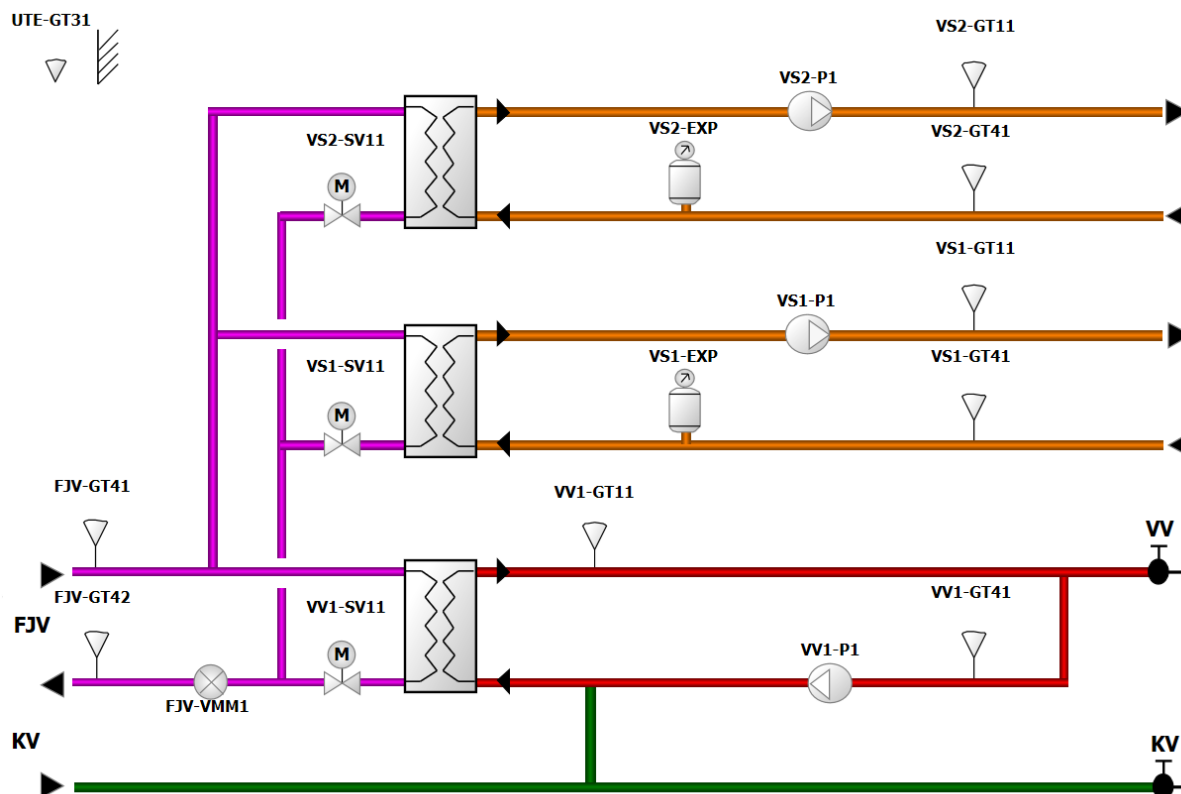 UTE-GT31
VS2-GT11
VS2-P1
VS2-EXP
VS2-GT41
VS2-SV11
M
VS1-GT11
VS1-P1
VS1-EXP
VS1-GT41
VS1-SV11
M
FJV-GT41
VV1-GT11
VV
FJV-GT42
VV1-SV11
VV1-GT41
FJV
M
VV1-P1
FJV-VMM1
KV
KV